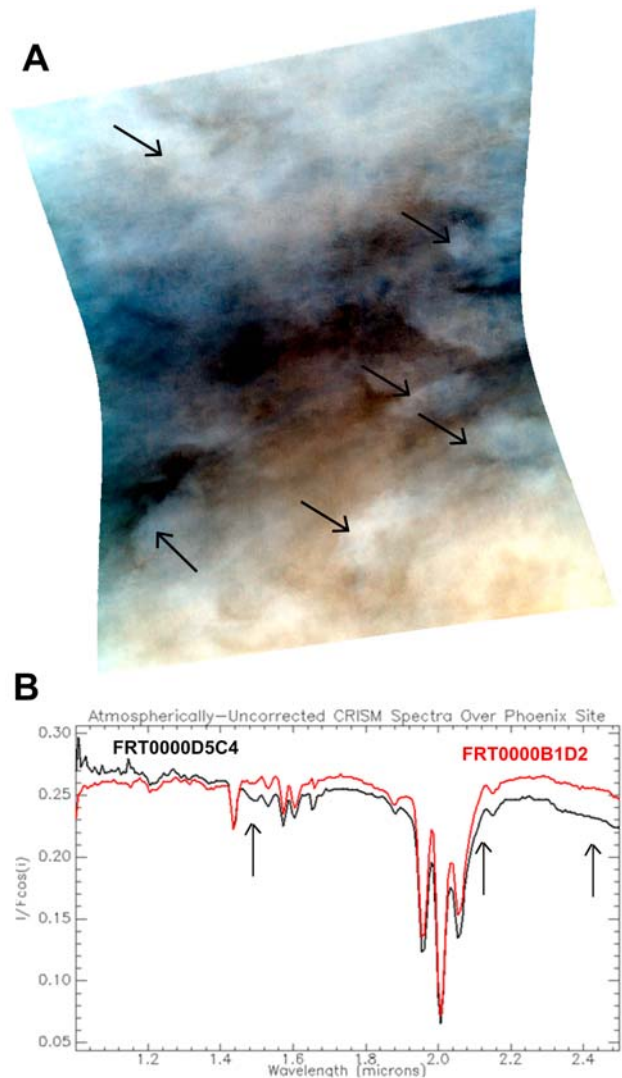 A
B
Atmospherically-Uncorrected CRISM Spectra Over Phoenix Site
0.30
FRT0000D5C4
FRT0000B1D2
0.25
0.20
I/Fcos(i)
0.15
0.10
0.05
1.2 1.4 1.6 1.8 2.0 2.2 2.4
Wavelength [microns]